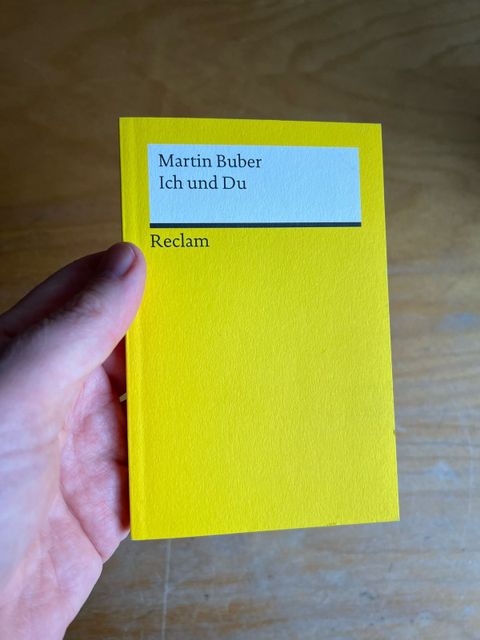 Martin Buber
Ich und Du
Reclam